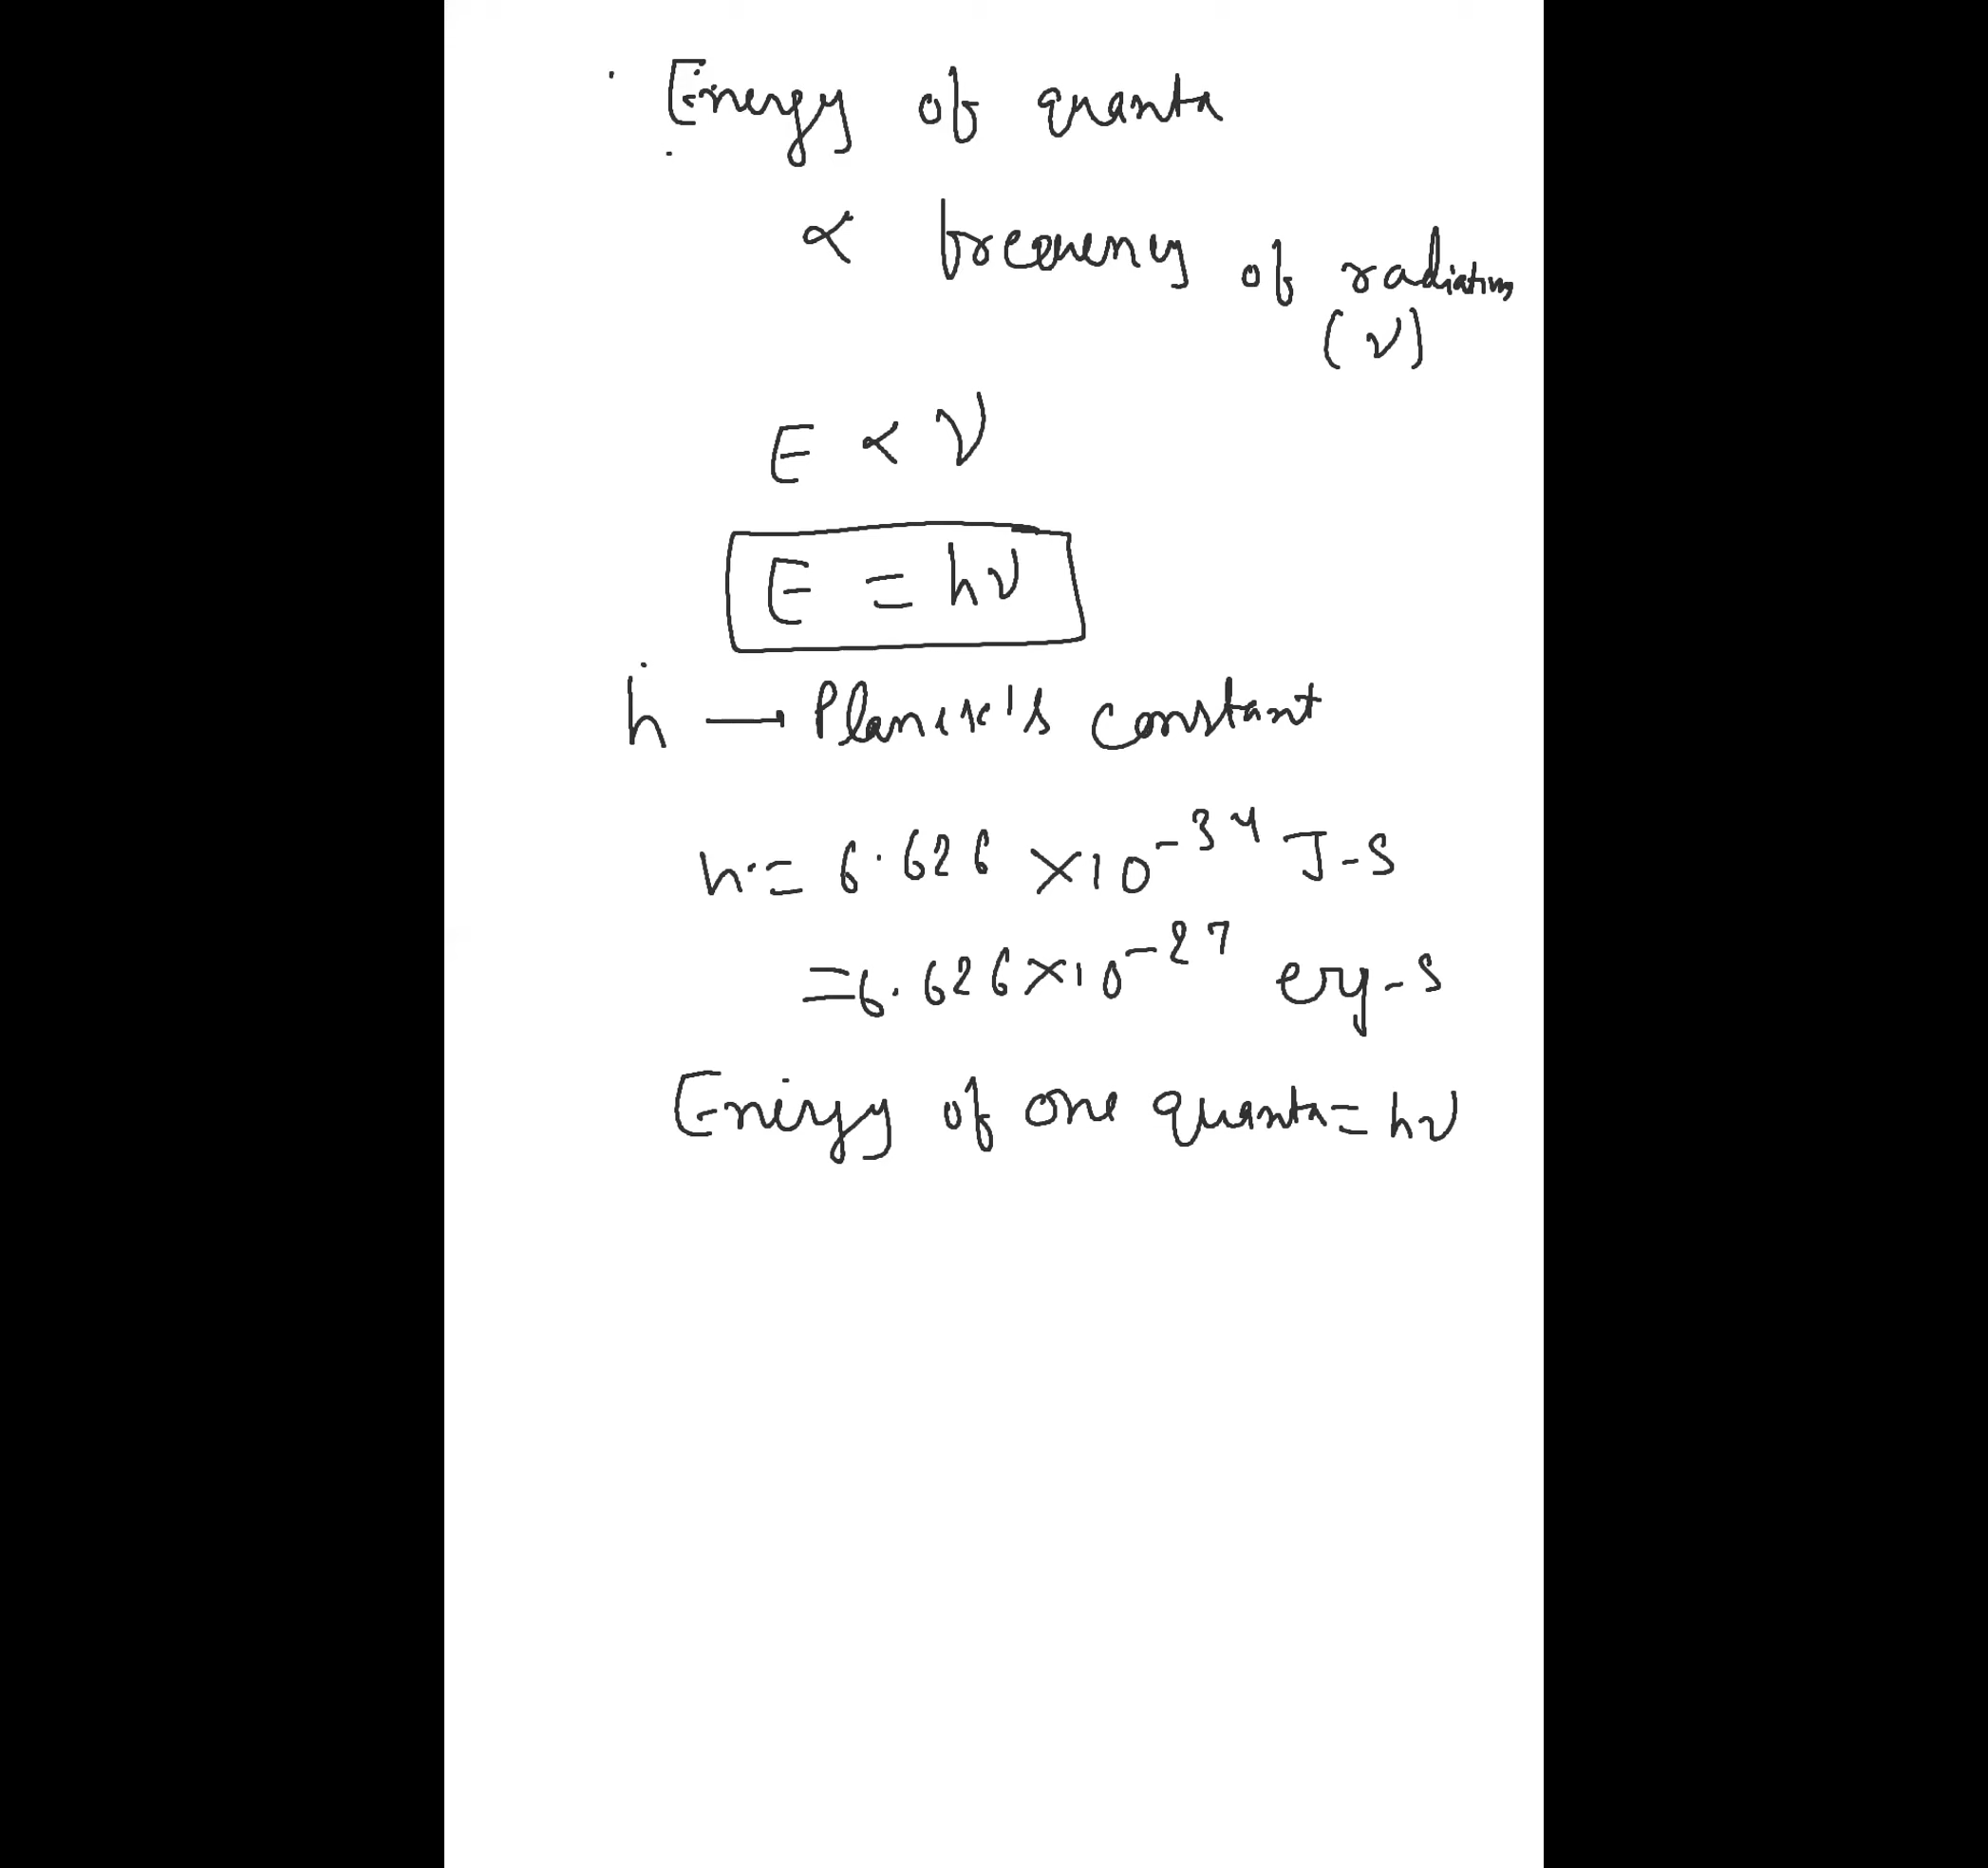 Energy of quanta
∝ frequency of radiation
(ν)
E ∝ ν
E = hν
h → Planck's constant
h = 6.626 ×10⁻³⁴ J-S
=6.626×10⁻²⁷ erg-s
Energy of one quanta = hν